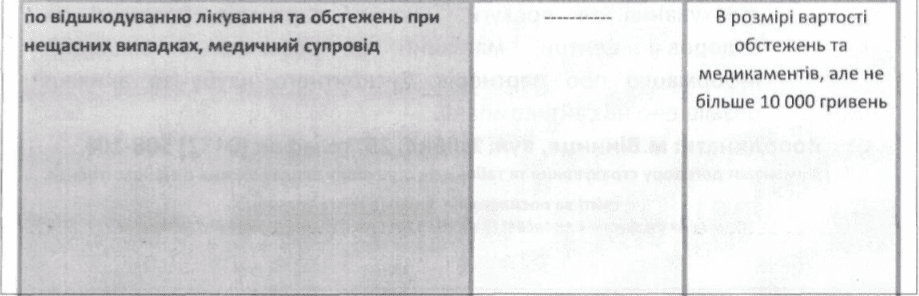 по відшкодуванню лікування та обстежень при
нещасних випадках, медичний супровід
-----------
В розмірі вартості
обстежень та
медикаментів, але не
більше 10 000 гривень